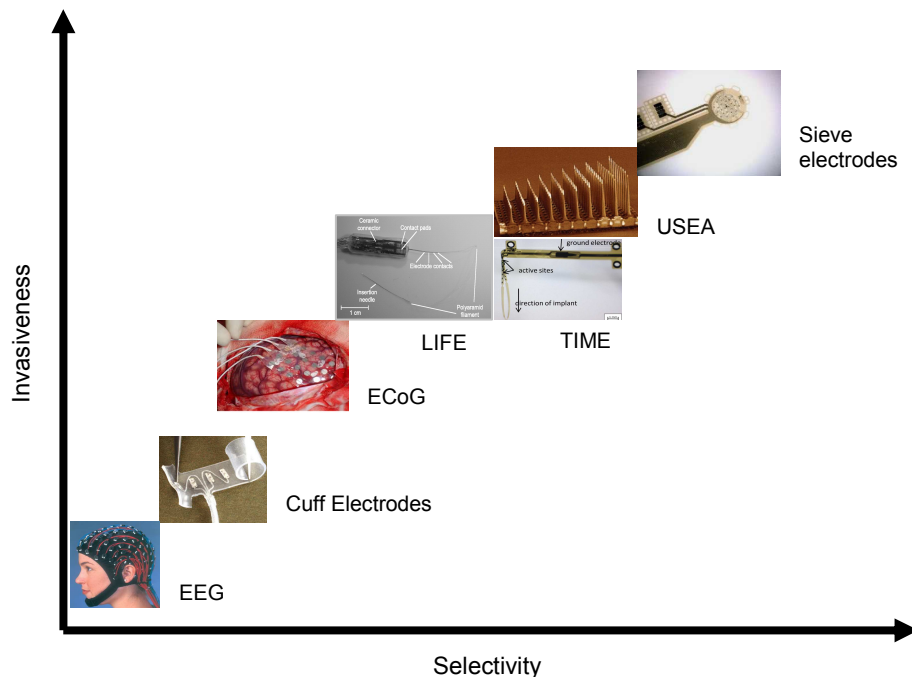 Sieve
electrodes
USEA
Ceramic
connector
Contact pads
Electrode contacts
Insertion
needle
Polyaramid
filament
1 cm
ground electrode
active sites
direction of implant
LIFE
TIME
ECoG
Cuff Electrodes
EEG
Invasiveness
Selectivity